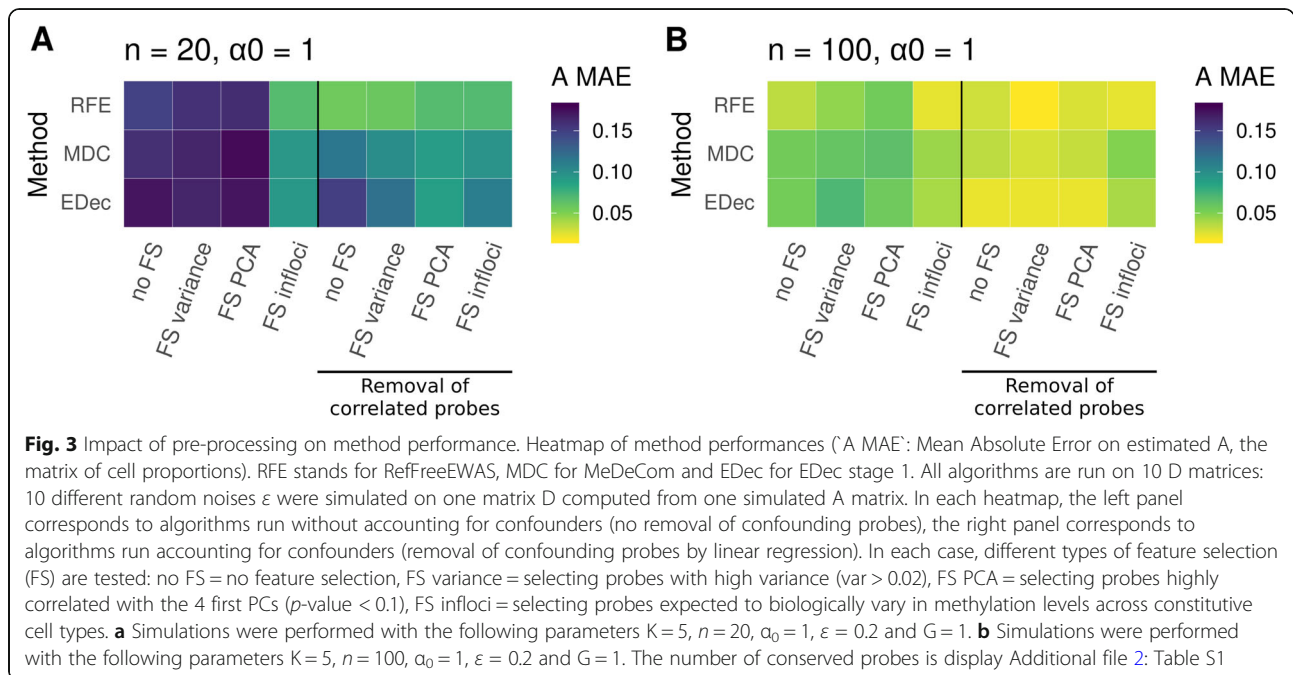 A
n = 20, α0 = 1
Method
RFE
MDC
EDec
no FS
FS variance
FS PCA
FS infloci
no FS
FS variance
FS PCA
FS infloci
Removal of
correlated probes
A MAE
0.15
0.10
0.05
B
n = 100, α0 = 1
Method
RFE
MDC
EDec
no FS
FS variance
FS PCA
FS infloci
no FS
FS variance
FS PCA
FS infloci
Removal of
correlated probes
A MAE
0.15
0.10
0.05
Fig. 3 Impact of pre-processing on method performance. Heatmap of method performances (`A MAE`: Mean Absolute Error on estimated A, the
matrix of cell proportions). RFE stands for RefFreeEWAS, MDC for MeDeCom and EDec for EDec stage 1. All algorithms are run on 10 D matrices:
10 different random noises ε were simulated on one matrix D computed from one simulated A matrix. In each heatmap, the left panel
corresponds to algorithms run without accounting for confounders (no removal of confounding probes), the right panel corresponds to
algorithms run accounting for confounders (removal of confounding probes by linear regression). In each case, different types of feature selection
(FS) are tested: no FS = no feature selection, FS variance = selecting probes with high variance (var > 0.02), FS PCA = selecting probes highly
correlated with the 4 first PCs (p-value < 0.1), FS infloci = selecting probes expected to biologically vary in methylation levels across constitutive
cell types. a Simulations were performed with the following parameters K = 5, n = 20, α₀ = 1, ε = 0.2 and G = 1. b Simulations were performed
with the following parameters K = 5, n = 100, α₀ = 1, ε = 0.2 and G = 1. The number of conserved probes is display Additional file 2: Table S1